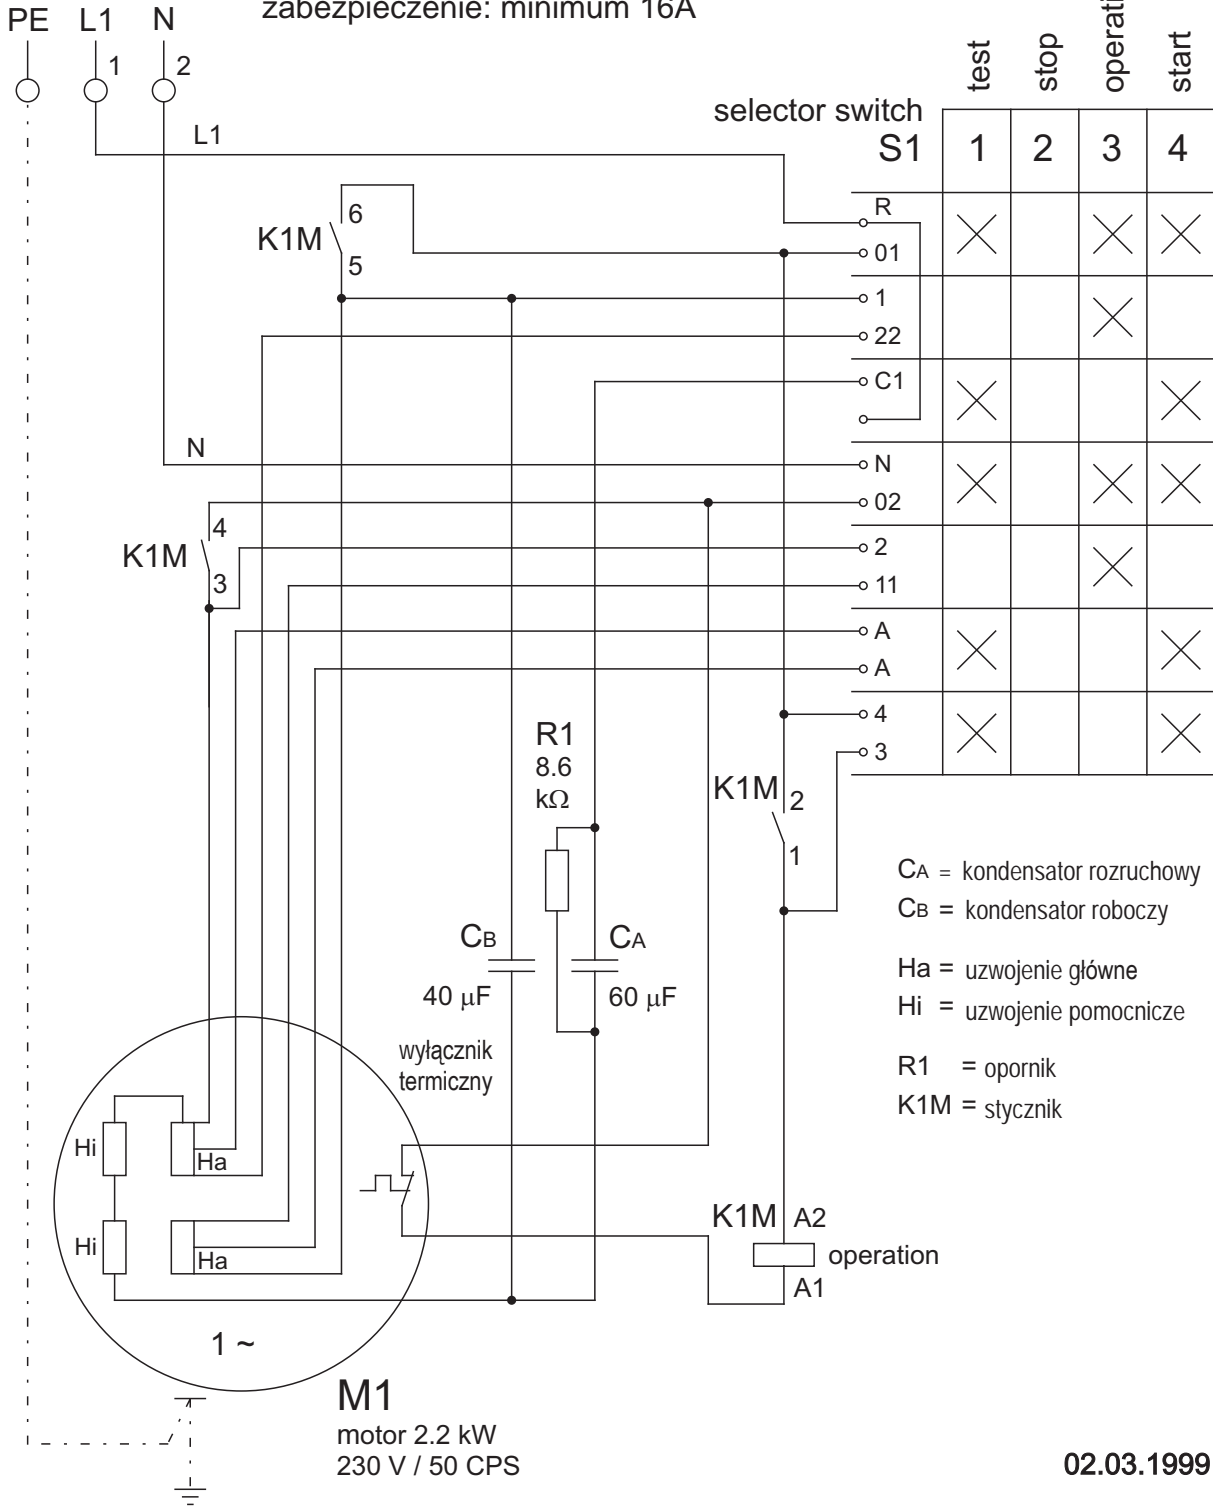 zabezpieczenie: minimum 16A
PE L1 N
1 2
test
stop
start
selector switch
S1 1 2 3 4
L1
R
01
1
22
C1
N
02
2
11
A
A
4
3
K1M 6
5
N
K1M 4
3
R1
8.6
kΩ
K1M 2
1
CB
40 µF
CA
60 µF
CA = kondensator rozruchowy
CB = kondensator roboczy
Ha = uzwojenie główne
Hi = uzwojenie pomocnicze
R1 = opornik
K1M = stycznik
wyłącznik
termiczny
Hi Ha
Hi Ha
1 ~
K1M A2
operation
A1
M1
motor 2.2 kW
230 V / 50 CPS
02.03.1999